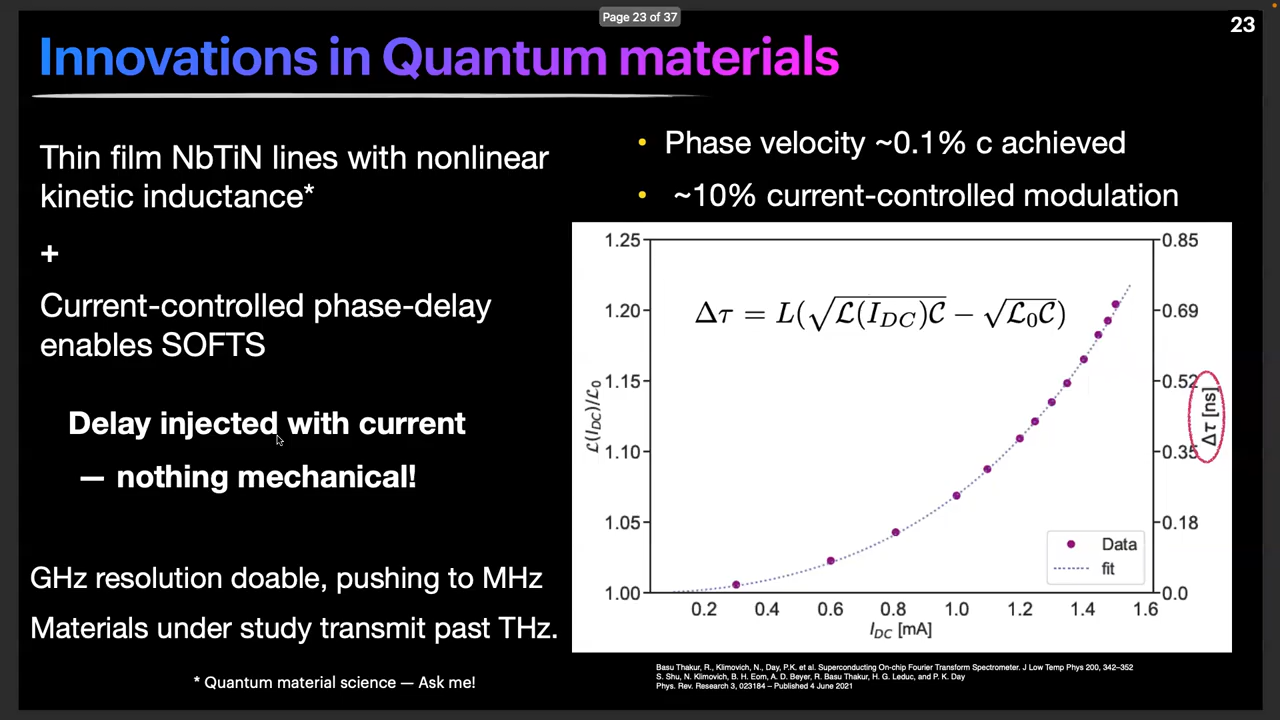 Page 23 of 37
23
Innovations in Quantum materials
Thin film NbTiN lines with nonlinear
kinetic inductance*
+
Current-controlled phase-delay
enables SOFTS
Delay injected with current
— nothing mechanical!
GHz resolution doable, pushing to MHz
Materials under study transmit past THz.
* Quantum material science — Ask me!
• Phase velocity ~0.1% c achieved
• ~10% current-controlled modulation
Δτ = L(√ℒ(I_DC)𝒞 − √ℒ₀𝒞)
ℒ(I_DC)/ℒ₀
1.25
1.20
1.15
1.10
1.05
1.00
0.2 0.4 0.6 0.8 1.0 1.2 1.4 1.6
I_DC [mA]
0.85
0.69
0.52
0.35
0.18
0.0
Δτ [ns]
Data
fit
Basu Thakur, R., Klimovich, N., Day, P.K. et al. Superconducting On-chip Fourier Transform Spectrometer. J Low Temp Phys 200, 342–352
S. Shu, N. Klimovich, B. H. Eom, A. D. Beyer, R. Basu Thakur, H. G. Leduc, and P. K. Day
Phys. Rev. Research 3, 023184 – Published 4 June 2021